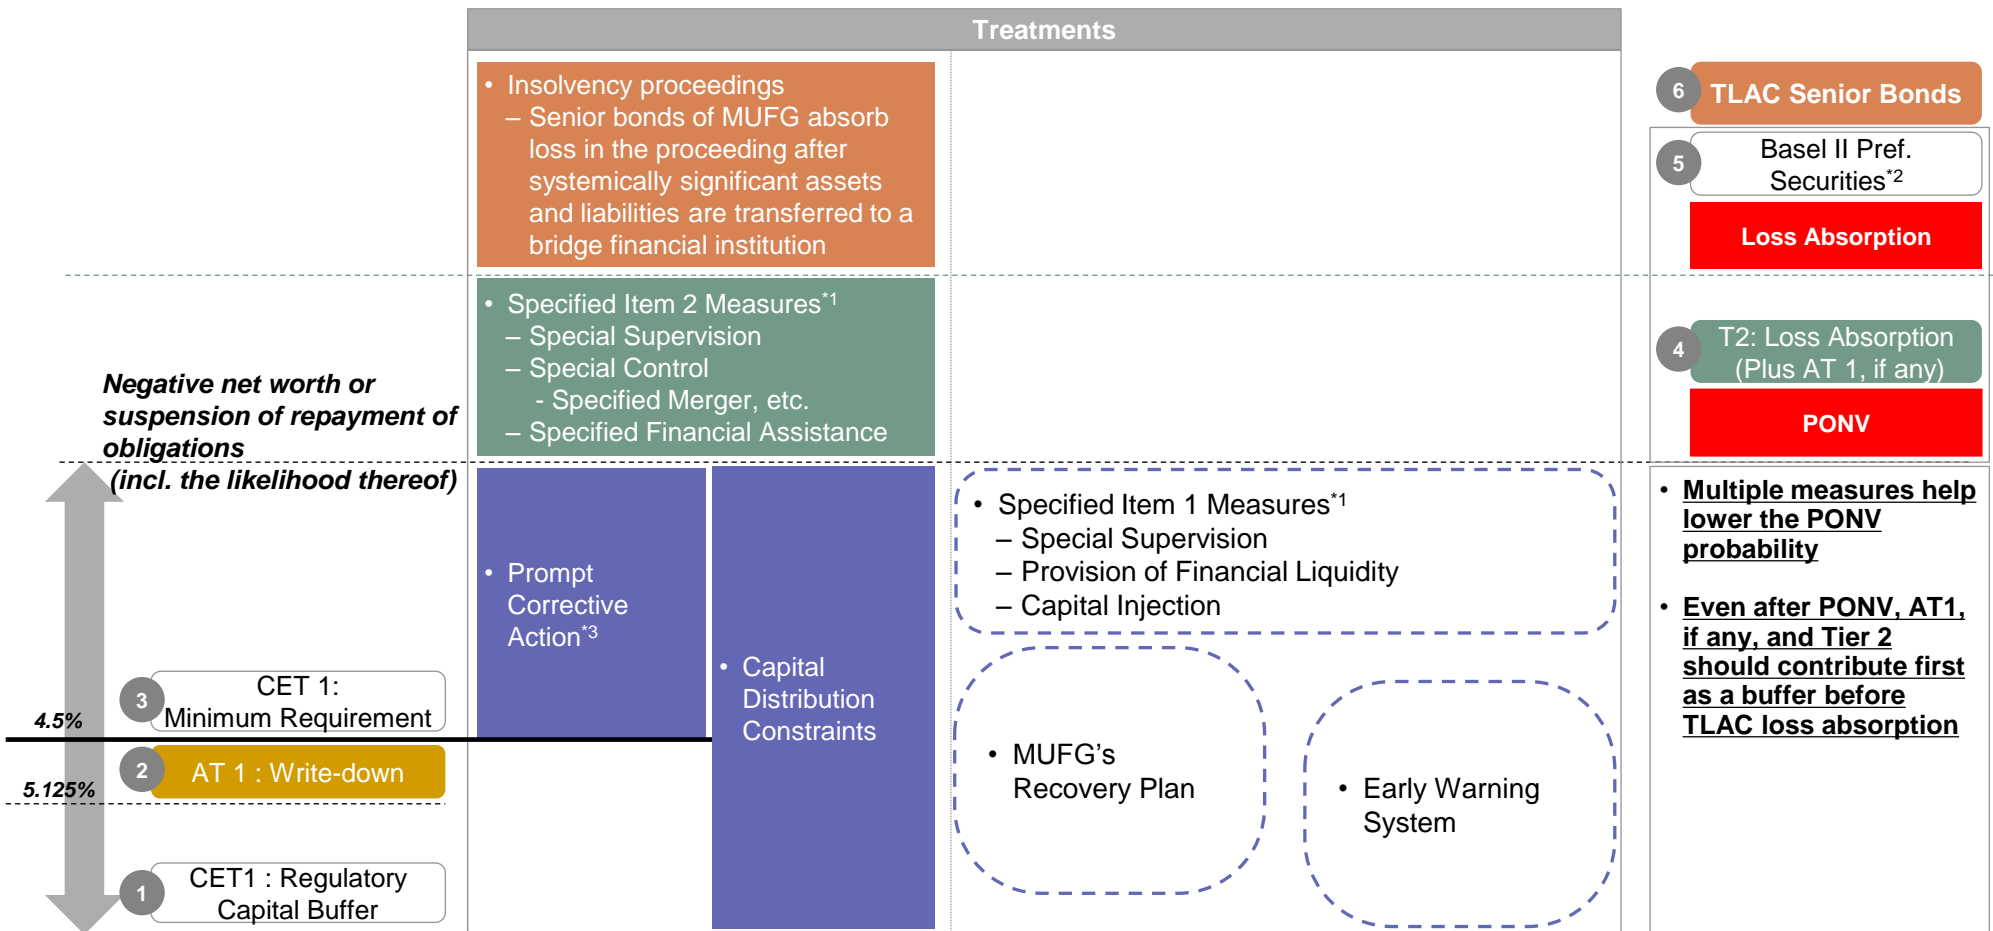 Treatments
• Insolvency proceedings
– Senior bonds of MUFG absorb
loss in the proceeding after
systemically significant assets
and liabilities are transferred to a
bridge financial institution
6
TLAC Senior Bonds
5
Basel II Pref.
Securities*2
Loss Absorption
• Specified Item 2 Measures*1
– Special Supervision
– Special Control
- Specified Merger, etc.
– Specified Financial Assistance
4
T2: Loss Absorption
(Plus AT 1, if any)
PONV
Negative net worth or
suspension of repayment of
obligations
(incl. the likelihood thereof)
• Prompt
Corrective
Action*3
• Capital
Distribution
Constraints
• Specified Item 1 Measures*1
– Special Supervision
– Provision of Financial Liquidity
– Capital Injection
• MUFG’s
Recovery Plan
• Early Warning
System
• Multiple measures help
lower the PONV
probability
• Even after PONV, AT1,
if any, and Tier 2
should contribute first
as a buffer before
TLAC loss absorption
3
CET 1:
Minimum Requirement
4.5%
2
AT 1 : Write-down
5.125%
1
CET1 : Regulatory
Capital Buffer